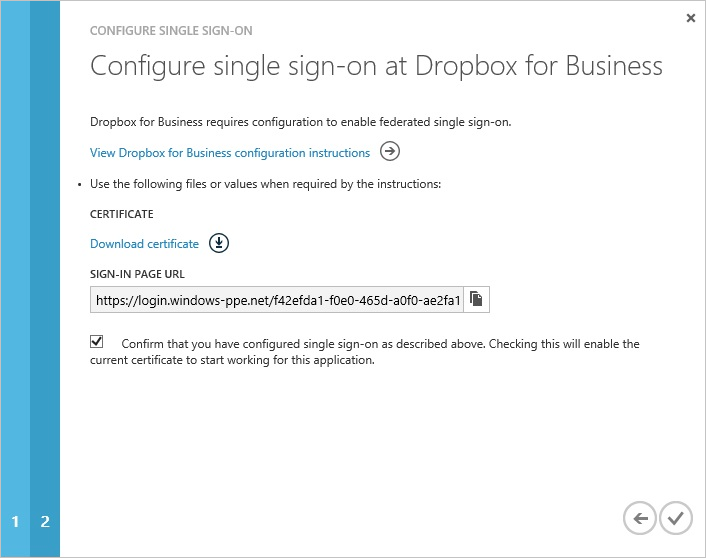 CONFIGURE SINGLE SIGN-ON
Configure single sign-on at Dropbox for Business
Dropbox for Business requires configuration to enable federated single sign-on.
View Dropbox for Business configuration instructions
• Use the following files or values when required by the instructions:
CERTIFICATE
Download certificate
SIGN-IN PAGE URL
https://login.windows-ppe.net/f42efda1-f0e0-465d-a0f0-ae2fa1
Confirm that you have configured single sign-on as described above. Checking this will enable the
current certificate to start working for this application.
1 2